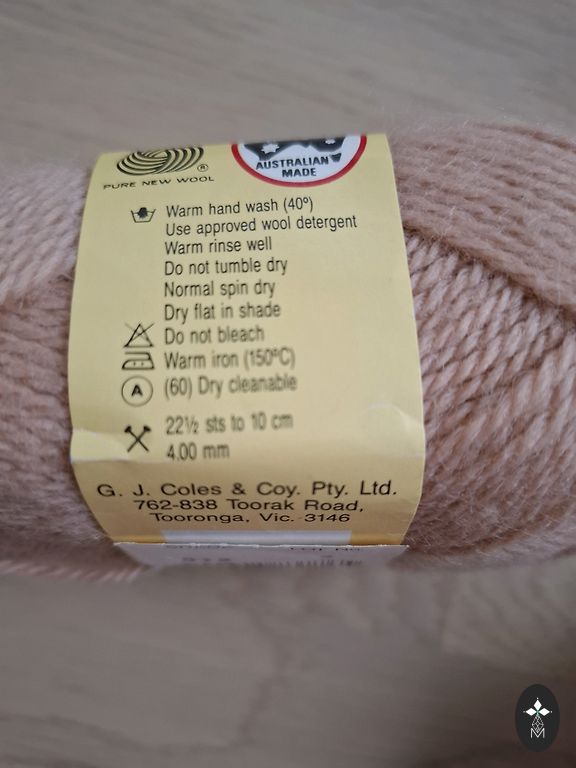 PURE NEW WOOL ®
AUSTRALIAN
MADE
Warm hand wash (40º)
Use approved wool detergent
Warm rinse well
Do not tumble dry
Normal spin dry
Dry flat in shade
Do not bleach
Warm iron (150ºC)
A (60) Dry cleanable
22½ sts to 10 cm
4.00 mm
G. J. Coles & Coy. Pty. Ltd.
762-838 Toorak Road,
Tooronga, Vic. 3146
M